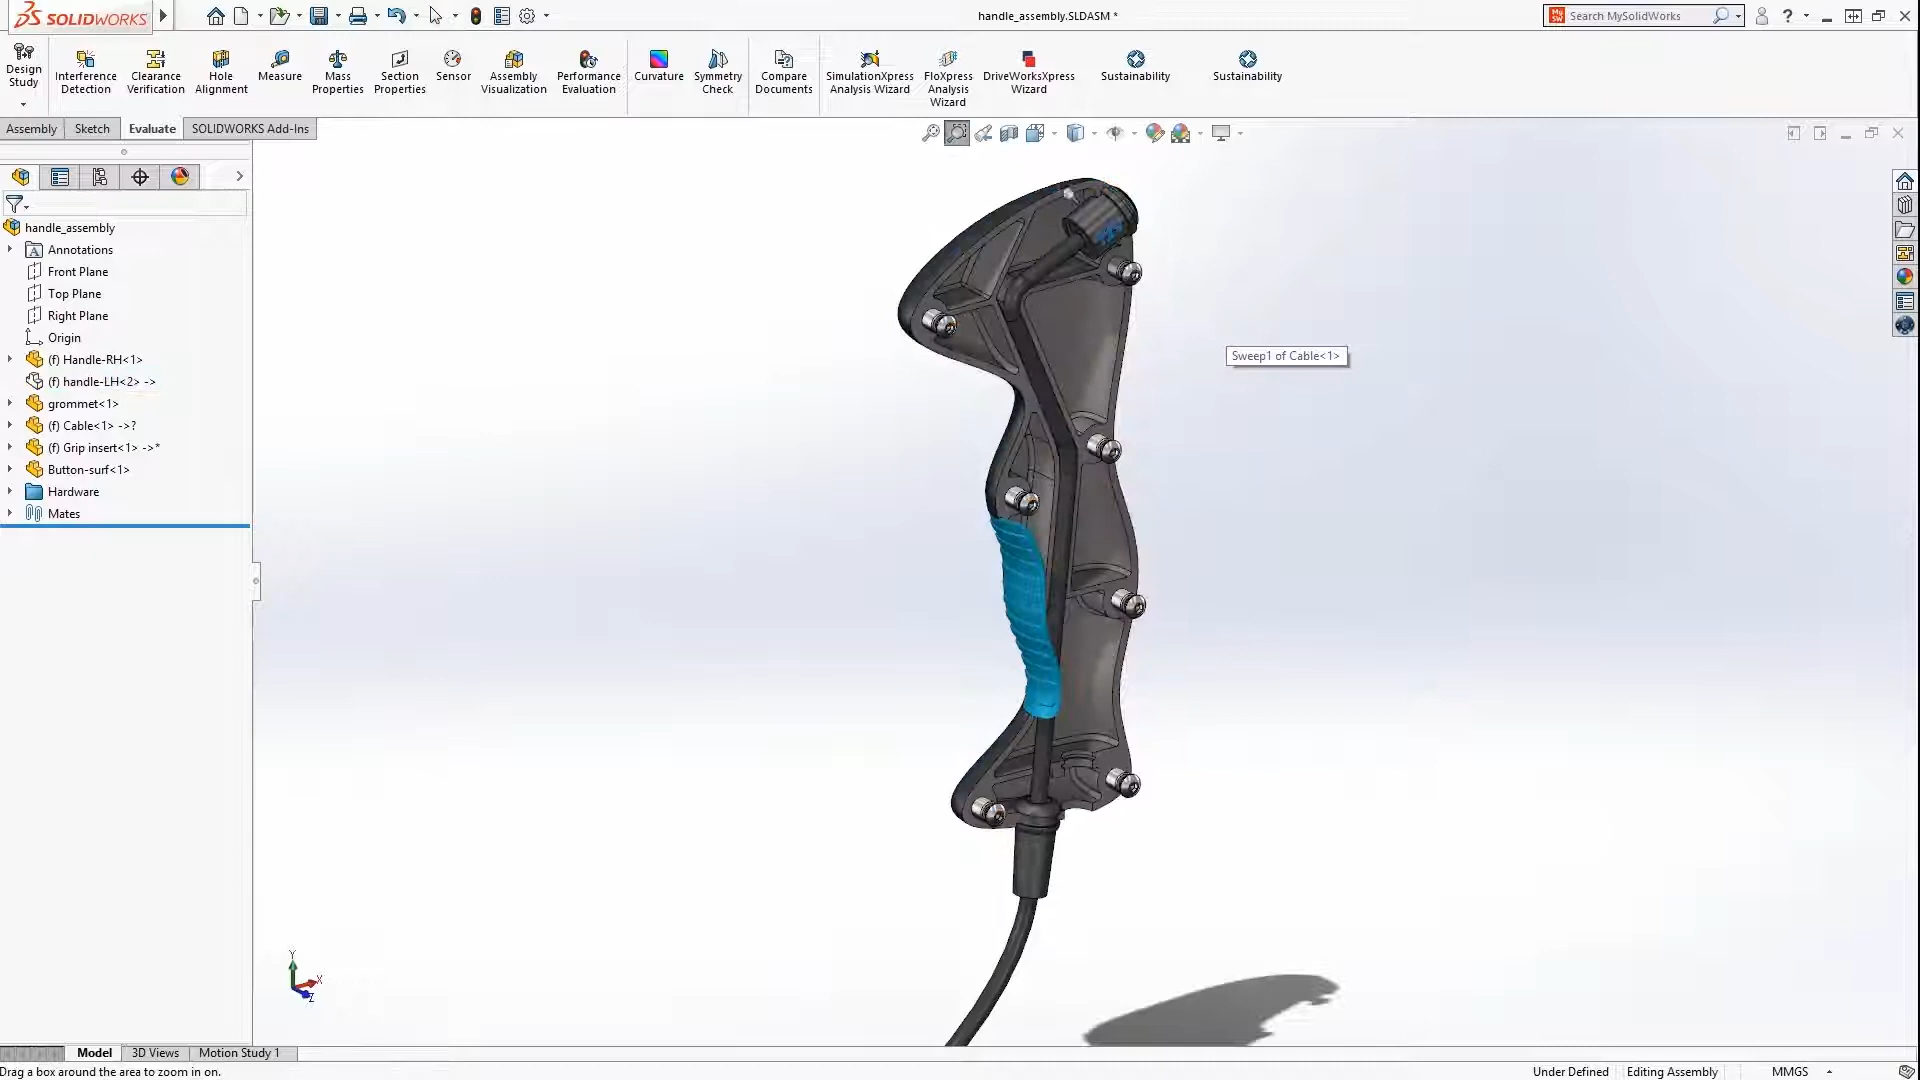 SOLIDWORKS
handle_assembly.SLDASM *
Search MySolidWorks
Design Study
Interference Detection
Clearance Verification
Hole Alignment
Measure
Mass Properties
Section Properties
Sensor
Assembly Visualization
Performance Evaluation
Curvature
Symmetry Check
Compare Documents
SimulationXpress Analysis Wizard
FloXpress Analysis Wizard
DriveWorksXpress Wizard
Sustainability
Sustainability
Assembly
Sketch
Evaluate
SOLIDWORKS Add-Ins
handle_assembly
Annotations
Front Plane
Top Plane
Right Plane
Origin
(f) Handle-RH<1>
(f) handle-LH<2> ->
grommet<1>
(f) Cable<1> ->?
(f) Grip insert<1> ->*
Button-surf<1>
Hardware
Mates
Sweep1 of Cable<1>
Y
X
Z
Model
3D Views
Motion Study 1
Drag a box around the area to zoom in on.
Under Defined
Editing Assembly
MMGS